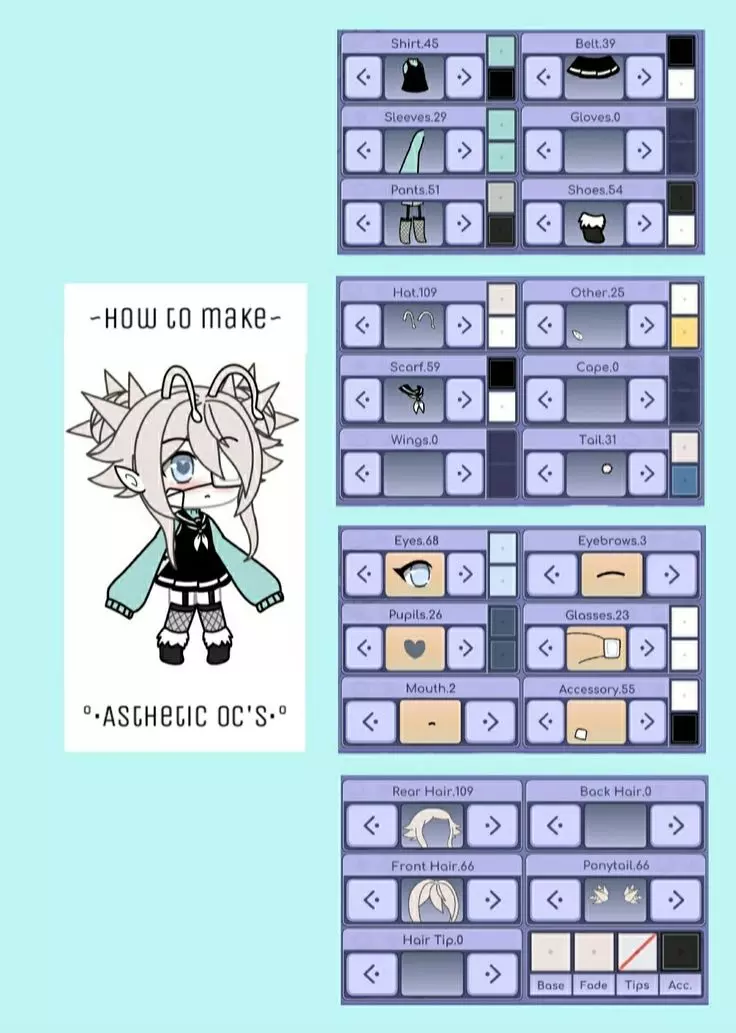 ~How to make~
°·Asthetic OC's·°
Shirt.45
Belt.39
Sleeves.29
Gloves.0
Pants.51
Shoes.54
Hat.109
Other.25
Scarf.59
Cape.0
Wings.0
Tail.31
Eyes.68
Eyebrows.3
Pupils.26
Glasses.23
Mouth.2
Accessory.55
Rear Hair.109
Back Hair.0
Front Hair.66
Ponytail.66
Hair Tip.0
Base Fade Tips Acc.